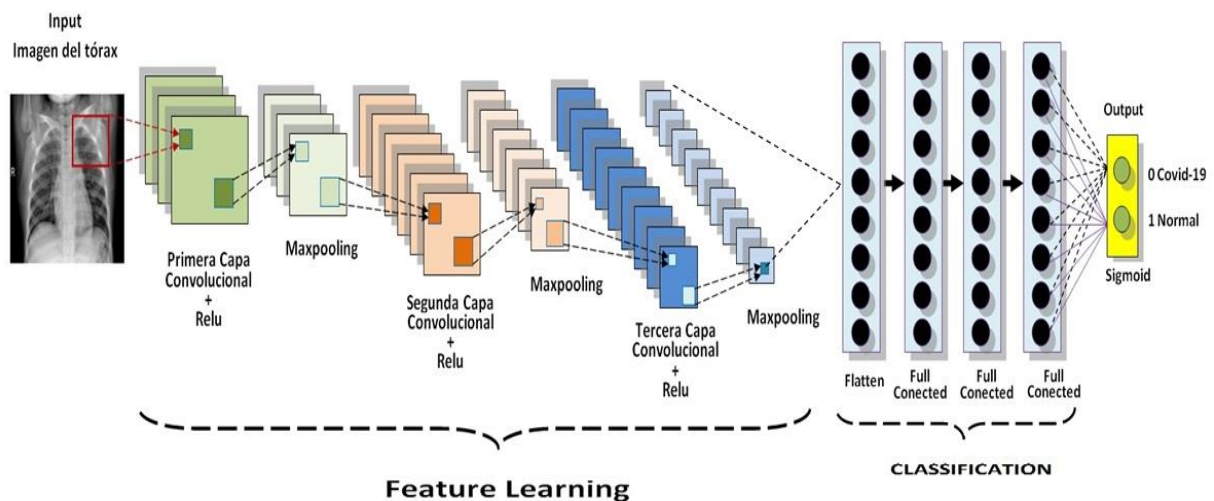 Input
Imagen del tórax
Primera Capa
Convolucional
+
Relu
Maxpooling
Segunda Capa
Convolucional
+
Relu
Maxpooling
Tercera Capa
Convolucional
+
Relu
Maxpooling
Feature Learning
Flatten
Full
Conected
Full
Conected
Full
Conected
CLASSIFICATION
Output
0 Covid-19
1 Normal
Sigmoid